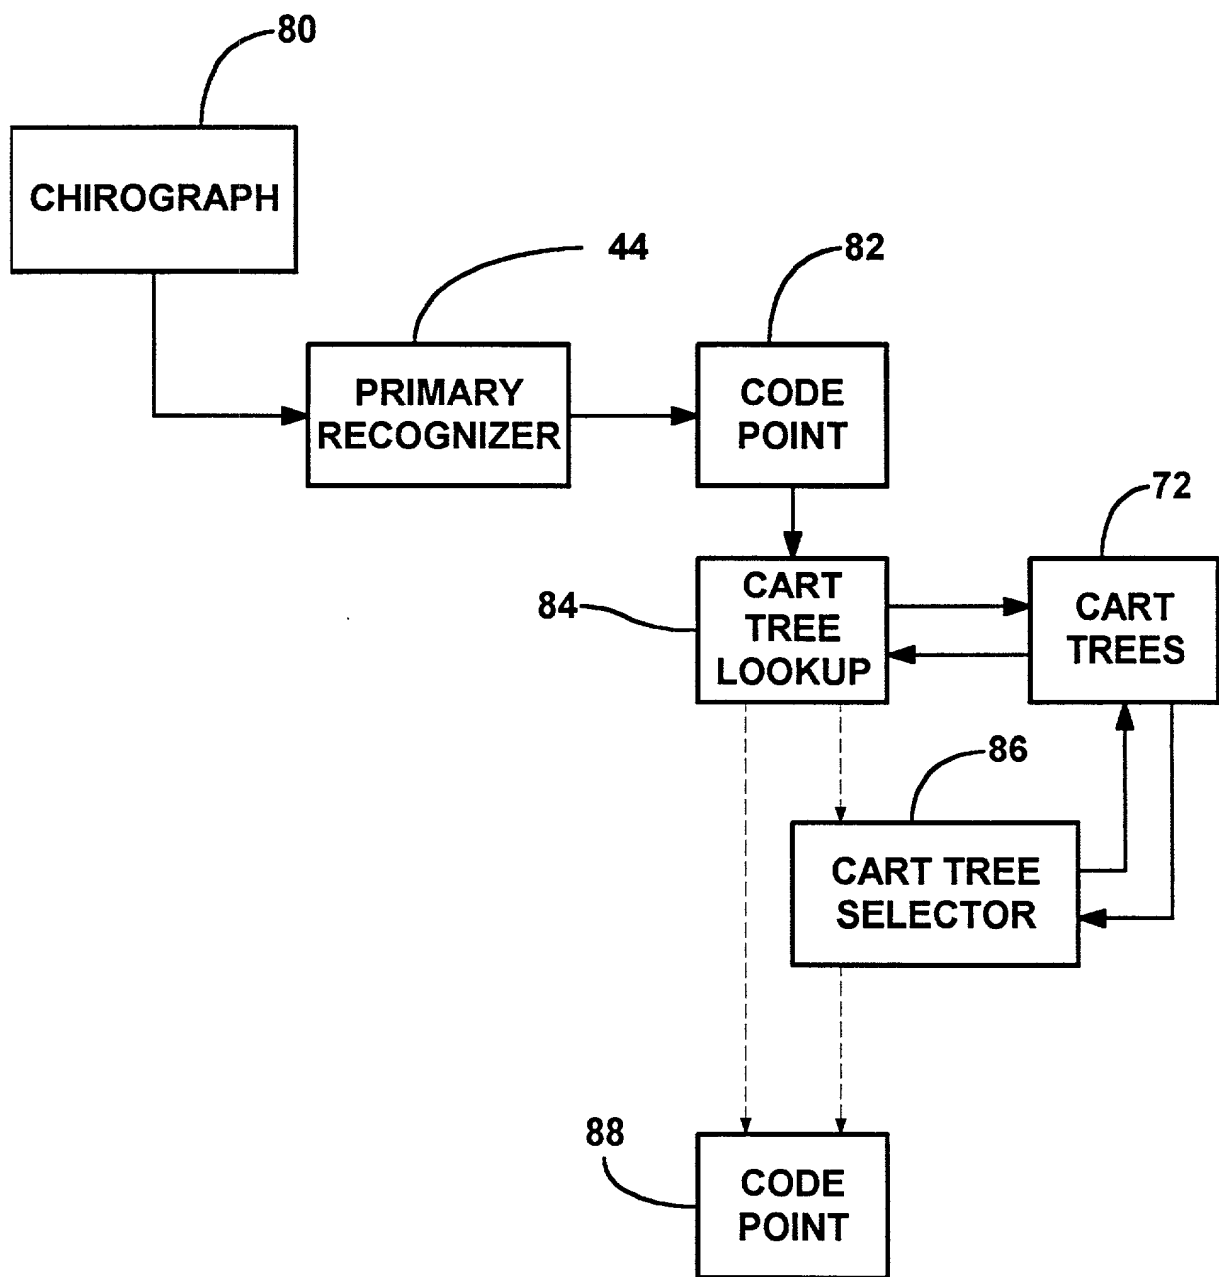 80
CHIROGRAPH
44
82
PRIMARY
RECOGNIZER
CODE
POINT
72
84
CART
TREE
LOOKUP
CART
TREES
86
CART TREE
SELECTOR
88
CODE
POINT